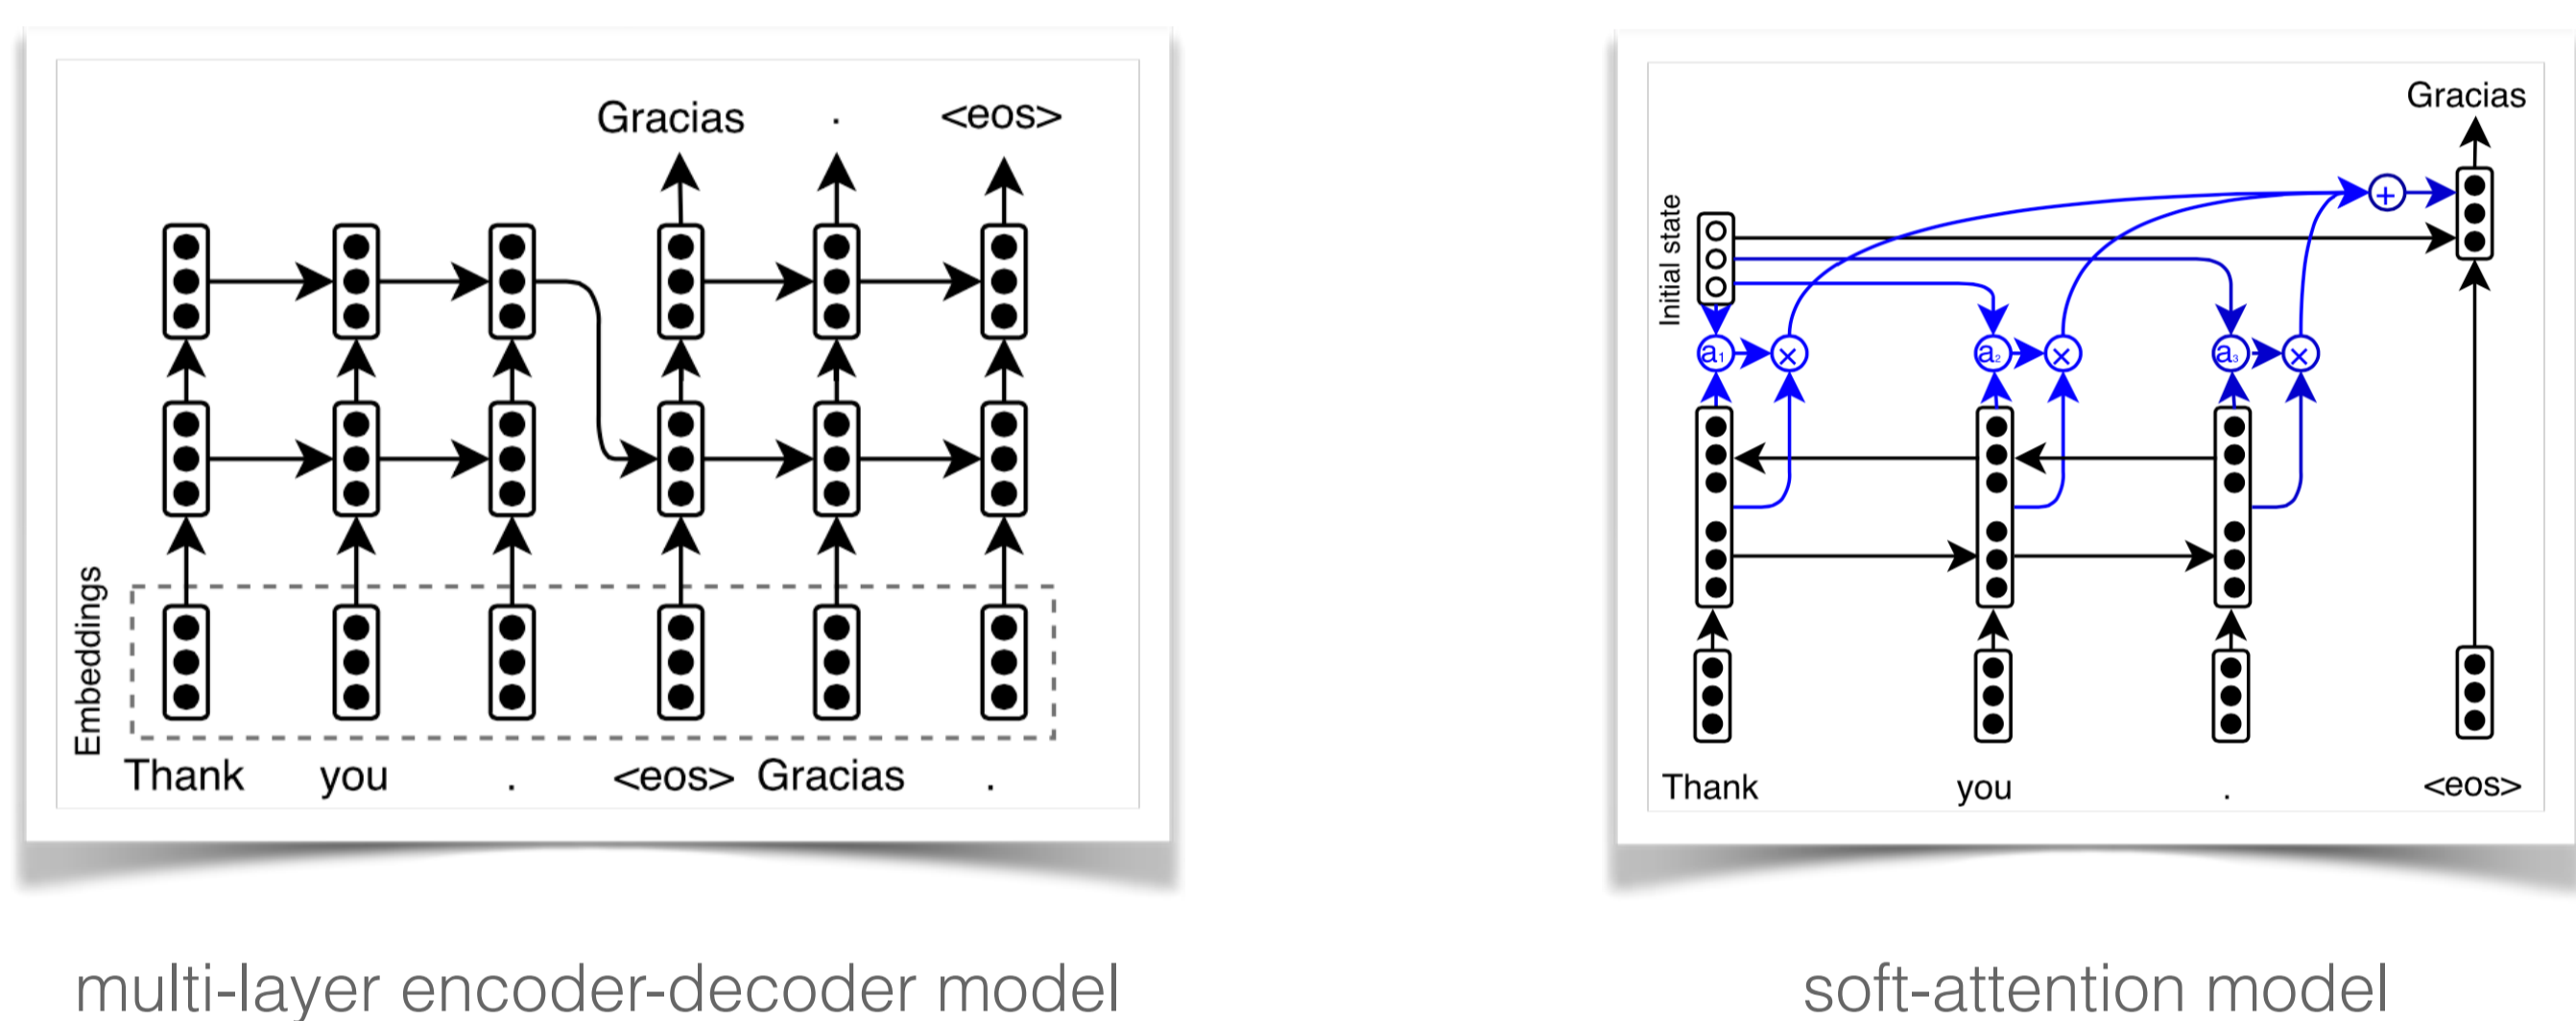 Gracias . <eos>
Embeddings
Thank you . <eos> Gracias .
multi-layer encoder-decoder model
Gracias
Initial state
+
a₁ × a₂ × a₃ ×
Thank you . <eos>
soft-attention model